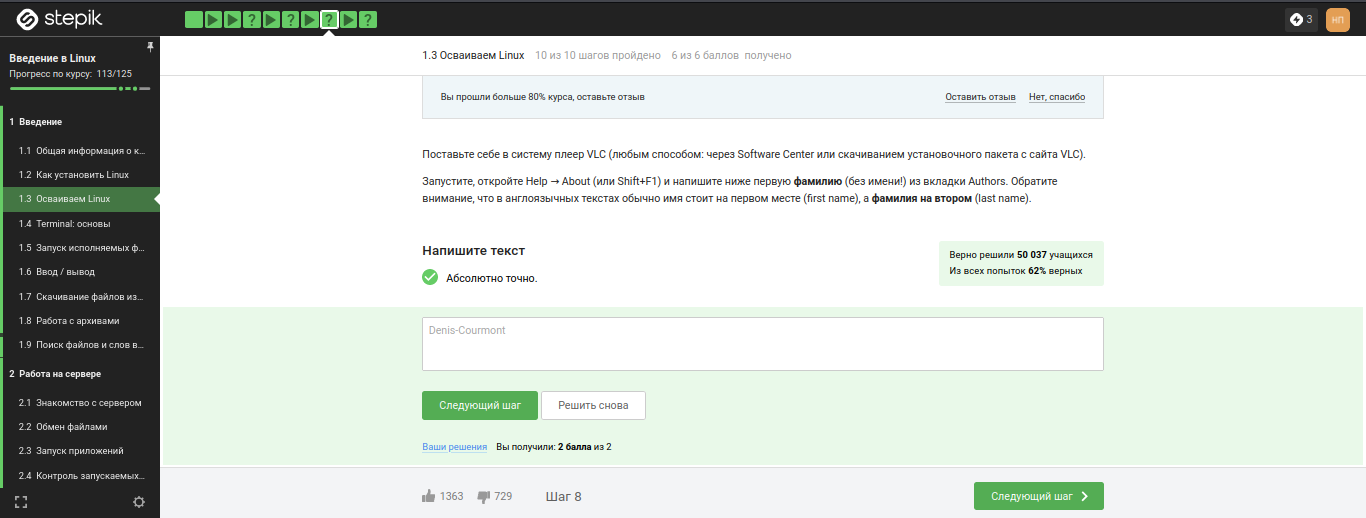 stepik
3
НП
Введение в Linux
Прогресс по курсу: 113/125
1 Введение
1.1 Общая информация о к...
1.2 Как установить Linux
1.3 Осваиваем Linux
1.4 Terminal: основы
1.5 Запуск исполняемых ф...
1.6 Ввод / вывод
1.7 Скачивание файлов из...
1.8 Работа с архивами
1.9 Поиск файлов и слов в...
2 Работа на сервере
2.1 Знакомство с сервером
2.2 Обмен файлами
2.3 Запуск приложений
2.4 Контроль запускаемых...
1.3 Осваиваем Linux 10 из 10 шагов пройдено 6 из 6 баллов получено
Вы прошли больше 80% курса, оставьте отзыв Оставить отзыв Нет, спасибо
Поставьте себе в систему плеер VLC (любым способом: через Software Center или скачиванием установочного пакета с сайта VLC).
Запустите, откройте Help → About (или Shift+F1) и напишите ниже первую фамилию (без имени!) из вкладки Authors. Обратите
внимание, что в англоязычных текстах обычно имя стоит на первом месте (first name), а фамилия на втором (last name).
Напишите текст
Абсолютно точно.
Верно решили 50 037 учащихся
Из всех попыток 62% верных
Denis-Courmont
Следующий шаг Решить снова
Ваши решения Вы получили: 2 балла из 2
1363 729 Шаг 8 Следующий шаг